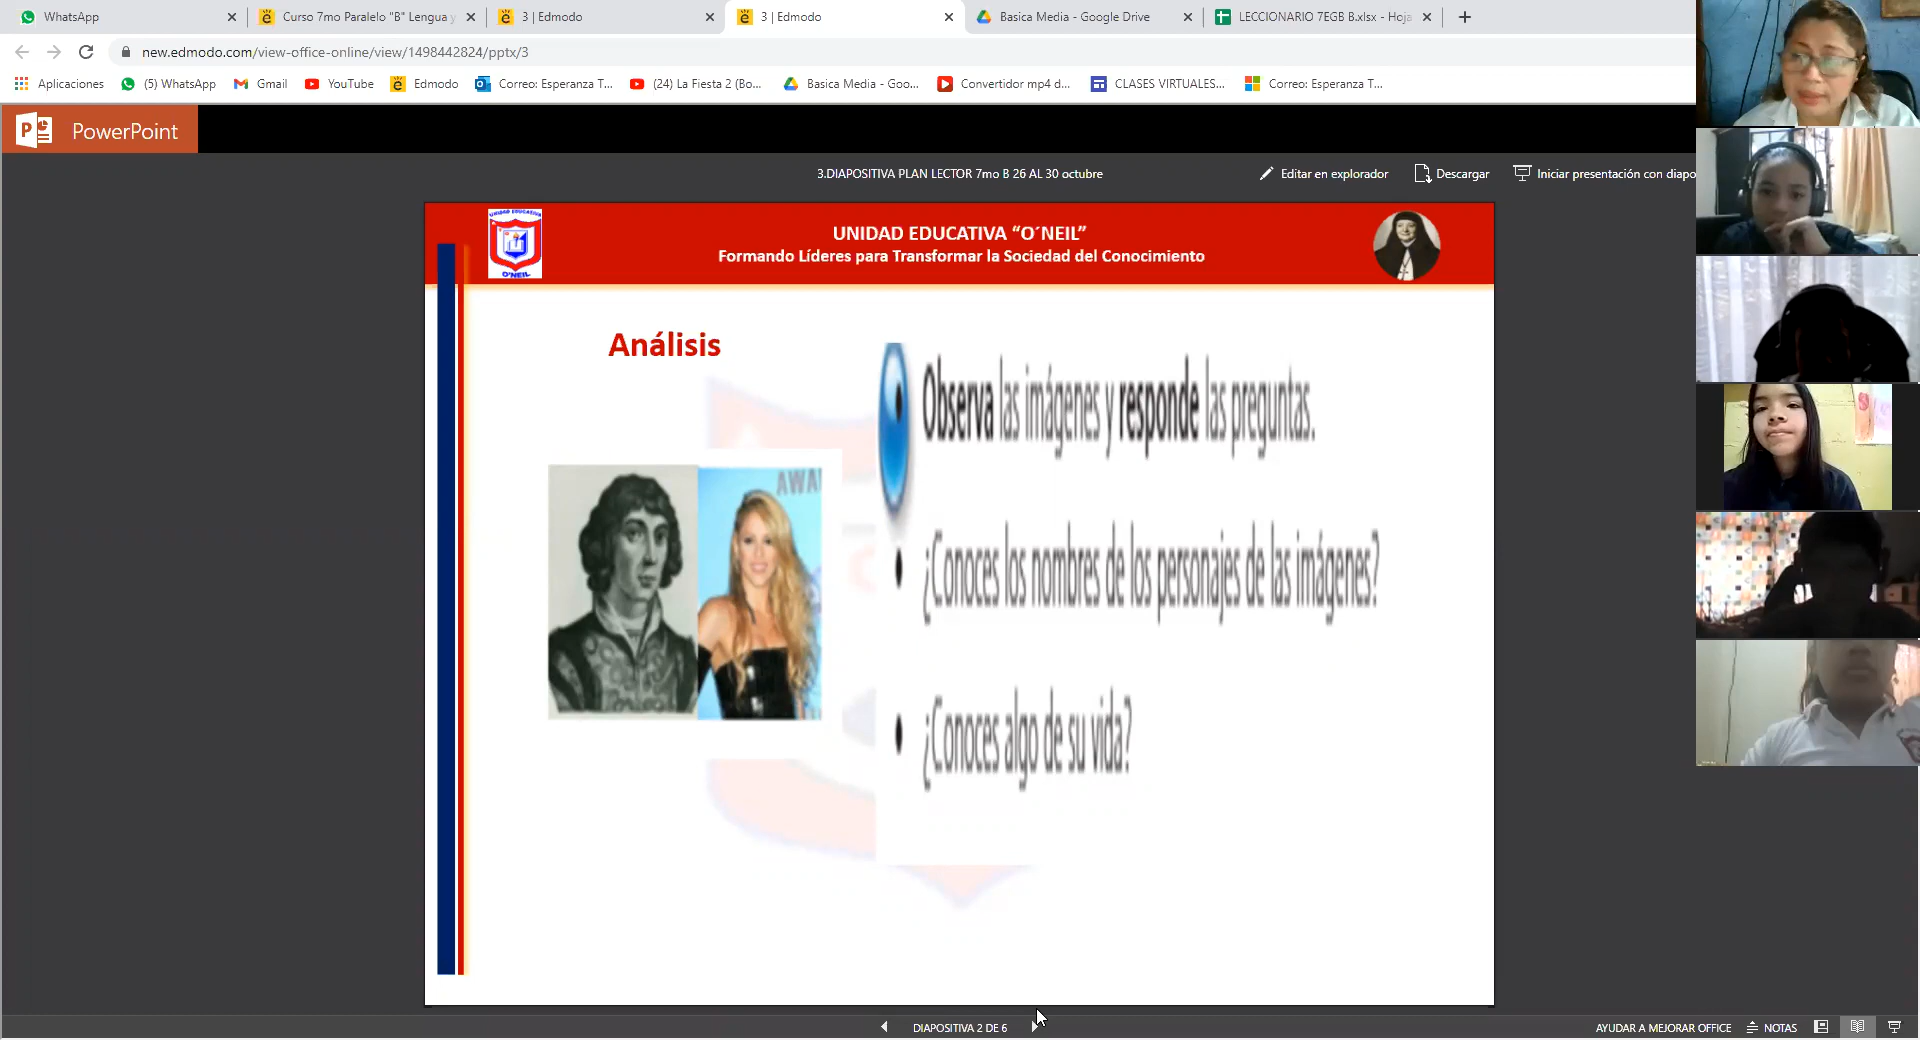 WhatsApp
Curso 7mo Paralelo "B" Lengua y
3 | Edmodo
3 | Edmodo
Basica Media - Google Drive
LECCIONARIO 7EGB B.xlsx - Hoja
new.edmodo.com/view-office-online/view/1498442824/pptx/3
Aplicaciones
(5) WhatsApp
Gmail
YouTube
Edmodo
Correo: Esperanza T...
(24) La Fiesta 2 (Bo...
Basica Media - Goo...
Convertidor mp4 d...
CLASES VIRTUALES...
Correo: Esperanza T...
PowerPoint
3.DIAPOSITIVA PLAN LECTOR 7mo B 26 AL 30 octubre
Editar en explorador
Descargar
Iniciar presentación con diapo
UNIDAD EDUCATIVA
O'NEIL
UNIDAD EDUCATIVA “O´NEIL”
Formando Líderes para Transformar la Sociedad del Conocimiento
Análisis
Observa las imágenes y responde las preguntas.
AWA
• ¿Conoces los nombres de los personajes de las imágenes?
• ¿Conoces algo de su vida?
DIAPOSITIVA 2 DE 6
AYUDAR A MEJORAR OFFICE
NOTAS